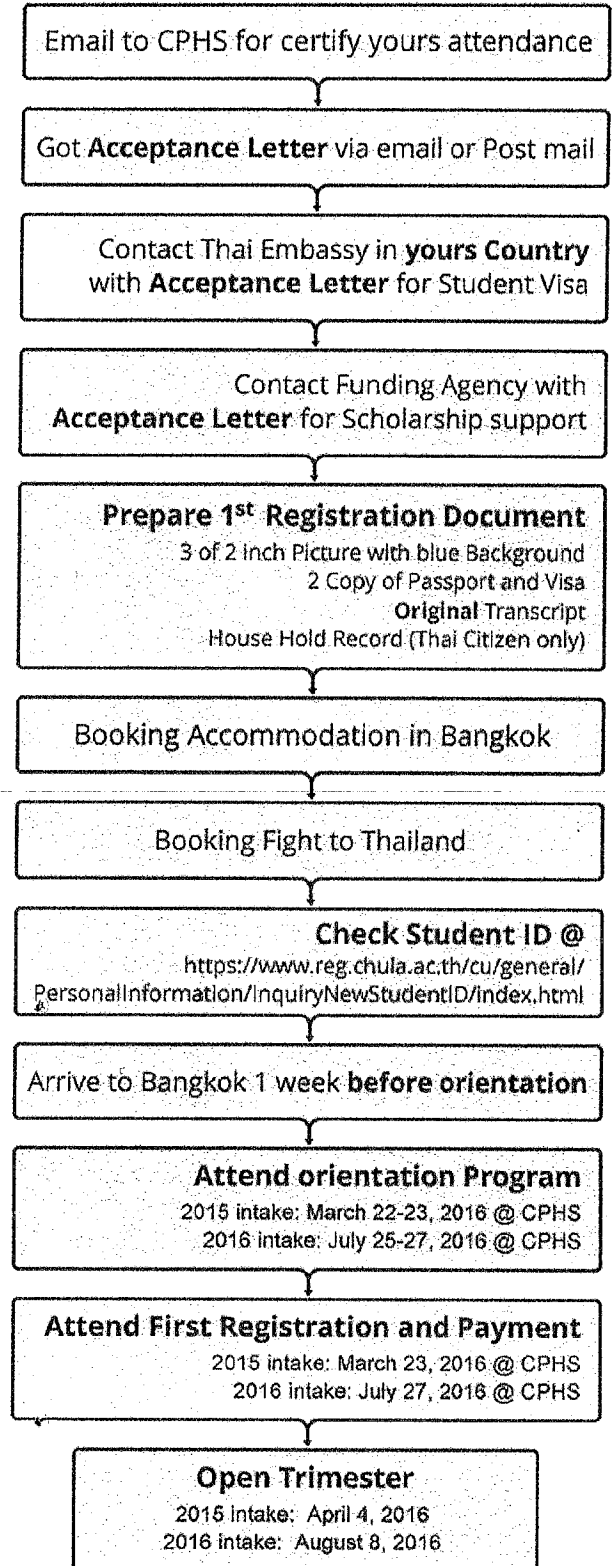 Email to CPHS for certify yours attendance
Got Acceptance Letter via email or Post mail
Contact Thai Embassy in yours Country
with Acceptance Letter for Student Visa
Contact Funding Agency with
Acceptance Letter for Scholarship support
Prepare 1st Registration Document
3 of 2 inch Picture with blue Background
2 Copy of Passport and Visa
Original Transcript
House Hold Record (Thai Citizen only)
Booking Accommodation in Bangkok
Booking Fight to Thailand
Check Student ID @
https://www.reg.chula.ac.th/cu/general/
PersonalInformation/InquiryNewStudentID/index.html
Arrive to Bangkok 1 week before orientation
Attend orientation Program
2015 intake: March 22-23, 2016 @ CPHS
2016 intake: July 25-27, 2016 @ CPHS
Attend First Registration and Payment
2015 intake: March 23, 2016 @ CPHS
2016 intake: July 27, 2016 @ CPHS
Open Trimester
2015 intake: April 4, 2016
2016 intake: August 8, 2016